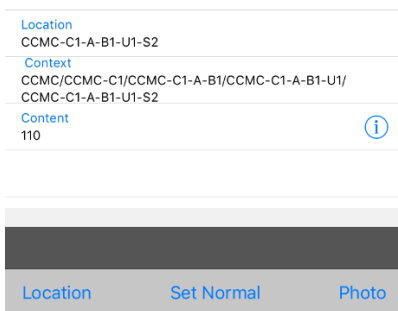 Location
CCMC-C1-A-B1-U1-S2
Context
CCMC/CCMC-C1/CCMC-C1-A-B1/CCMC-C1-A-B1-U1/
CCMC-C1-A-B1-U1-S2
Content
110
i
Location Set Normal Photo